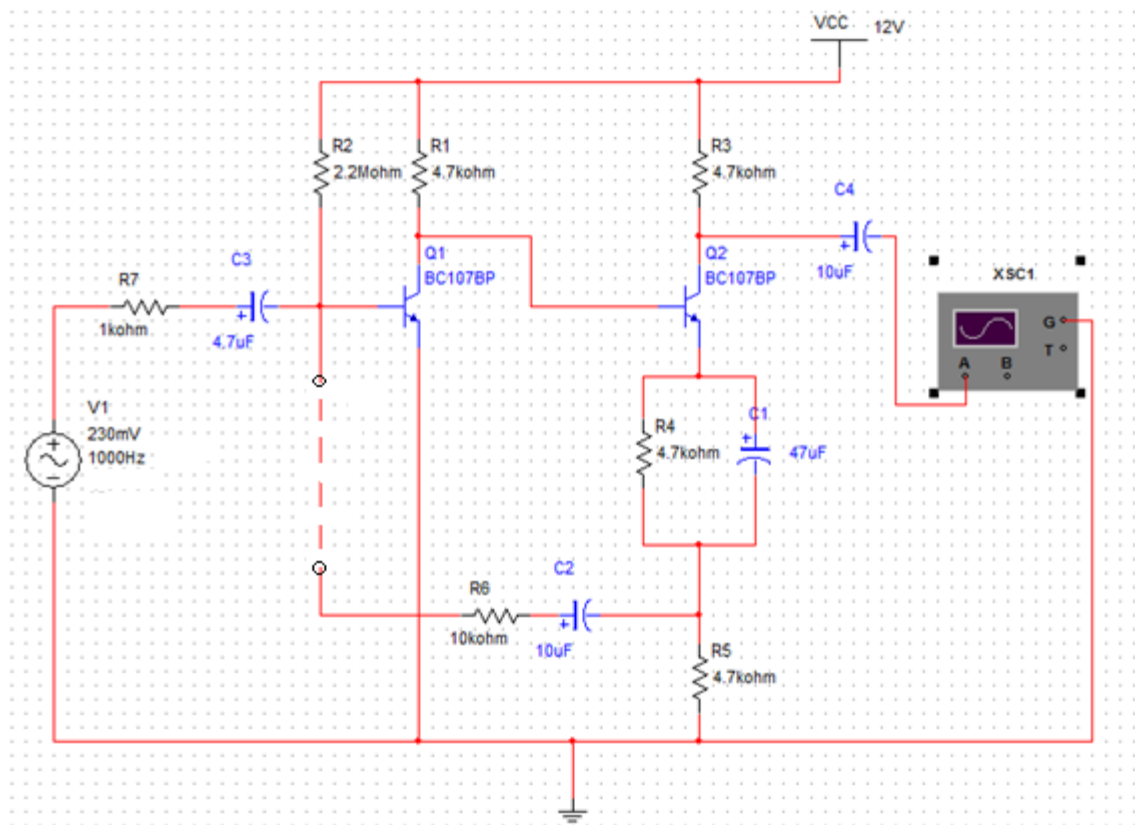 VCC 12V
R2
2.2Mohm
R1
4.7kohm
R3
4.7kohm
C4
10uF
Q1
BC107BP
Q2
BC107BP
C3
4.7uF
R7
1kohm
XSC1
G
T
A B
V1
230mV
1000Hz
R4
4.7kohm
C1
47uF
C2
10uF
R6
10kohm
R5
4.7kohm